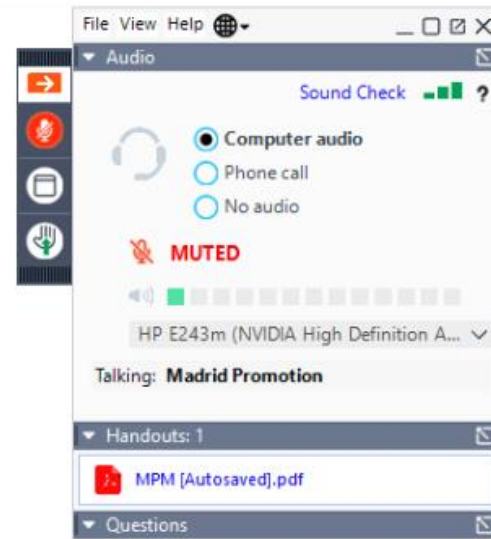 File View Help
Audio
Sound Check ?
Computer audio
Phone call
No audio
MUTED
HP E243m (NVIDIA High Definition A...
Talking: Madrid Promotion
Handouts: 1
MPM [Autosaved].pdf
Questions